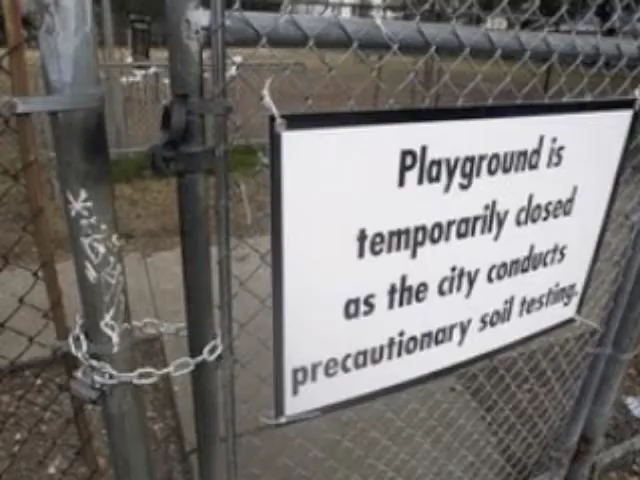 Playground is
temporarily closed
as the city conducts
precautionary soil testing.